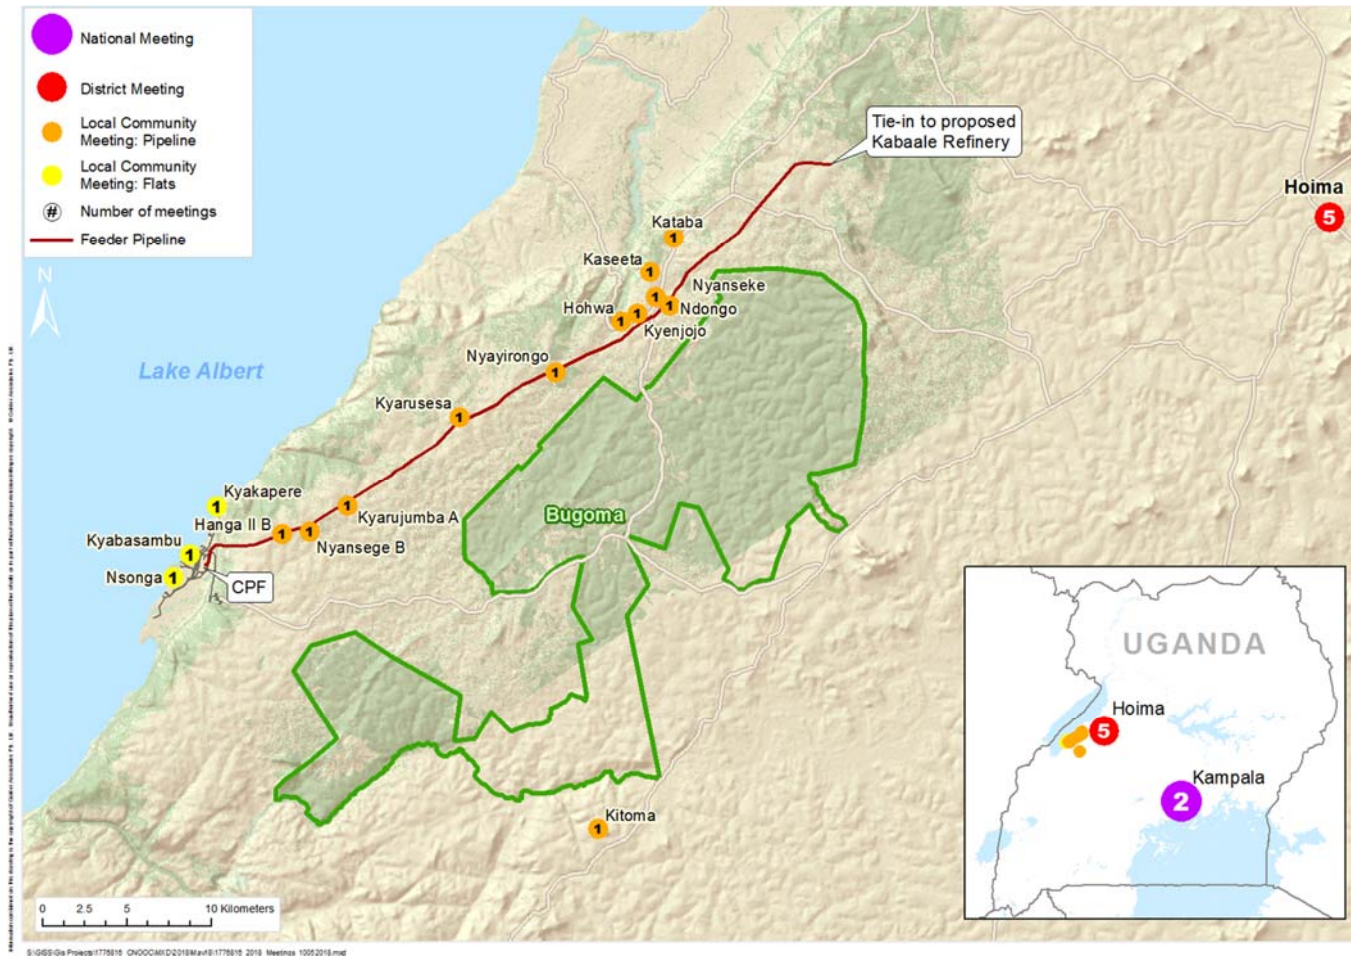 National Meeting
District Meeting
Local Community
Meeting: Pipeline
Local Community
Meeting: Flats
# Number of meetings
Feeder Pipeline
N
Tie-in to proposed
Kabaale Refinery
Hoima
5
Kataba
1
Kaseeta
1
Nyanseke
1
Hohwa
1
1
1
Ndongo
Kyenjojo
Nyayirongo
1
Lake Albert
Kyarusesa
1
Kyakapere
1
Kyarujumba A
1
Hanga II B
1
1
Nyansege B
Bugoma
Kyabasambu
1
Nsonga
1
CPF
Kitoma
1
UGANDA
Hoima
5
Kampala
2
0 2.5 5 10 Kilometers